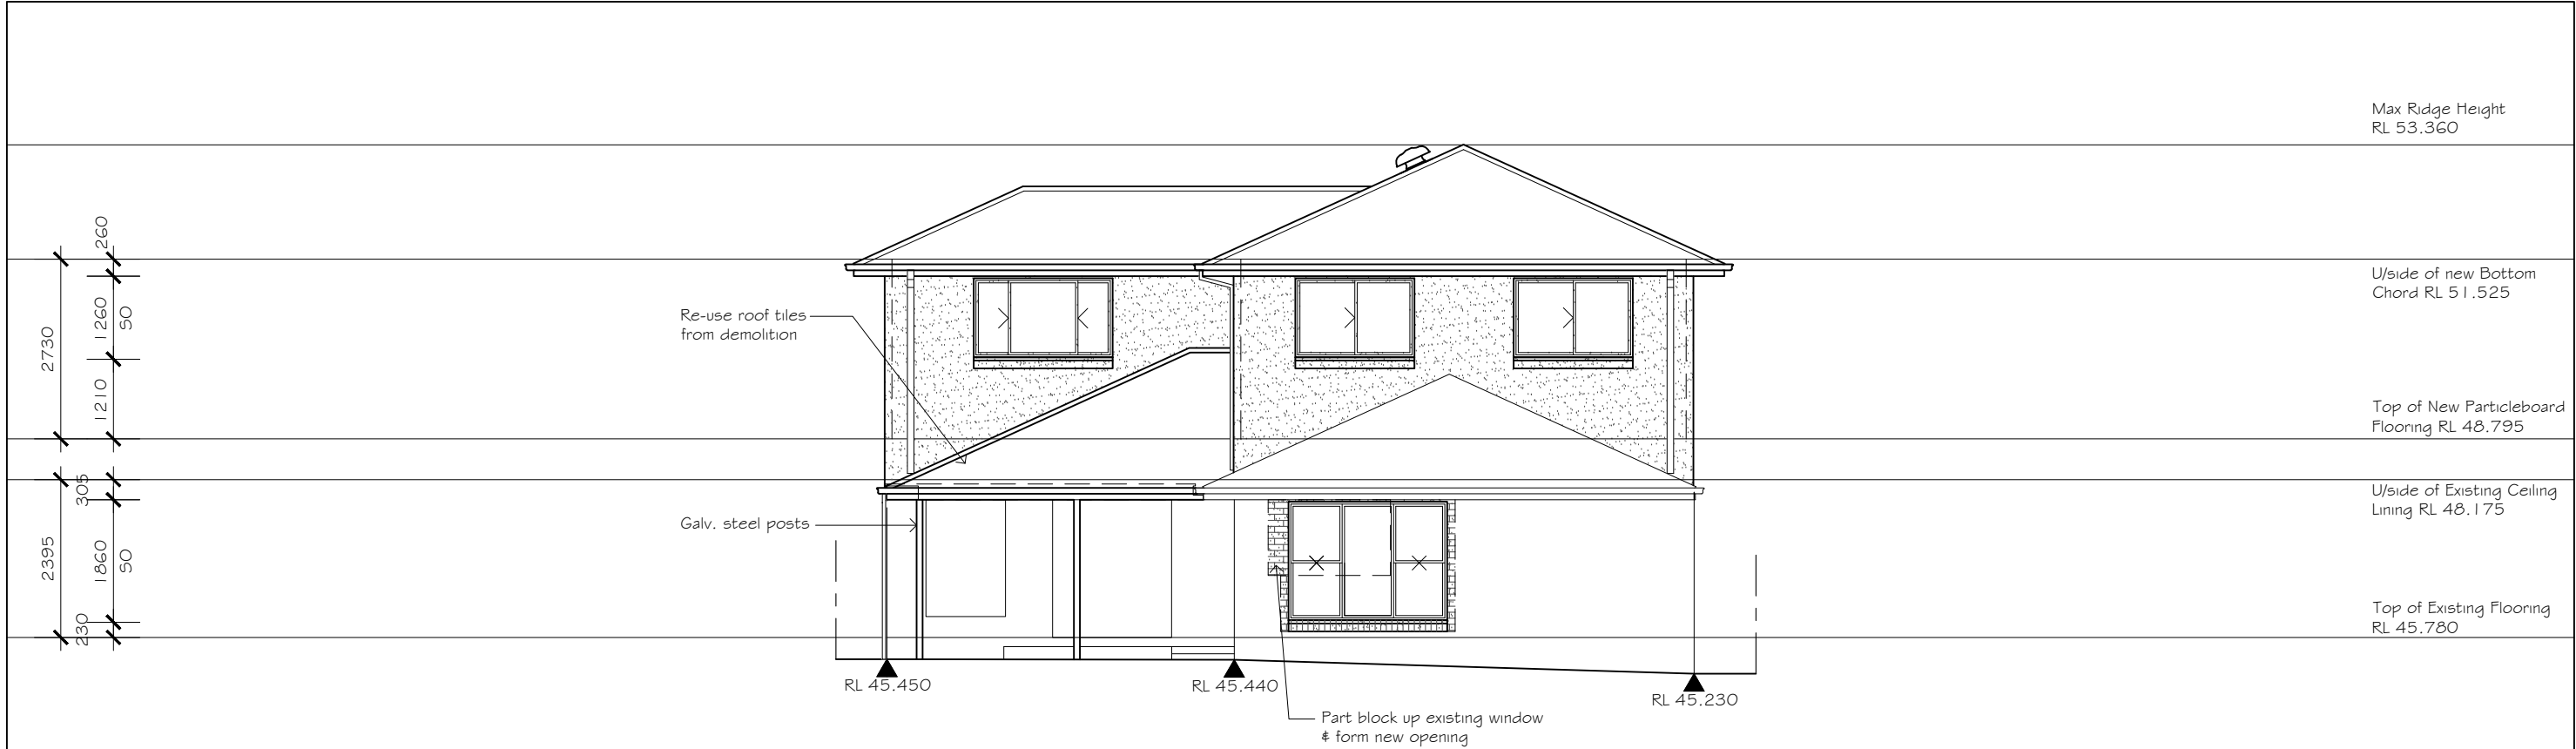 Max Ridge Height
RL 53.360
260
1260
50
2730
1210
U/side of new Bottom
Chord RL 51.525
Re-use roof tiles
from demolition
Top of New Particleboard
Flooring RL 48.795
305
2395
1860
50
230
U/side of Existing Ceiling
Lining RL 48.175
Galv. steel posts
Top of Existing Flooring
RL 45.780
RL 45.450
RL 45.440
RL 45.230
Part block up existing window
& form new opening